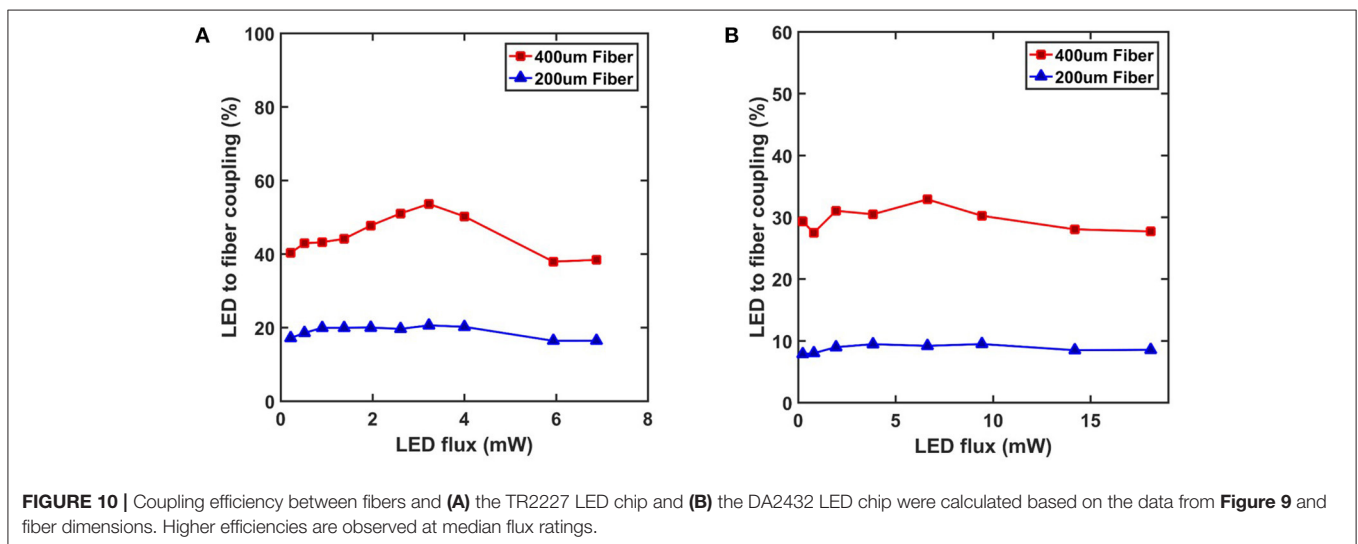 A
LED to fiber coupling (%)
100
80
60
40
20
0
400um Fiber
200um Fiber
0 2 4 6 8
LED flux (mW)
B
LED to fiber coupling (%)
60
50
40
30
20
10
0
400um Fiber
200um Fiber
0 5 10 15
LED flux (mW)
FIGURE 10 | Coupling efficiency between fibers and (A) the TR2227 LED chip and (B) the DA2432 LED chip were calculated based on the data from Figure 9 and
fiber dimensions. Higher efficiencies are observed at median flux ratings.